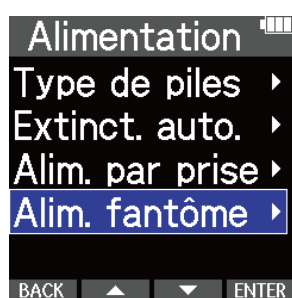 Alimentation
Type de piles
Extinct. auto.
Alim. par prise
Alim. fantôme
BACK ENTER